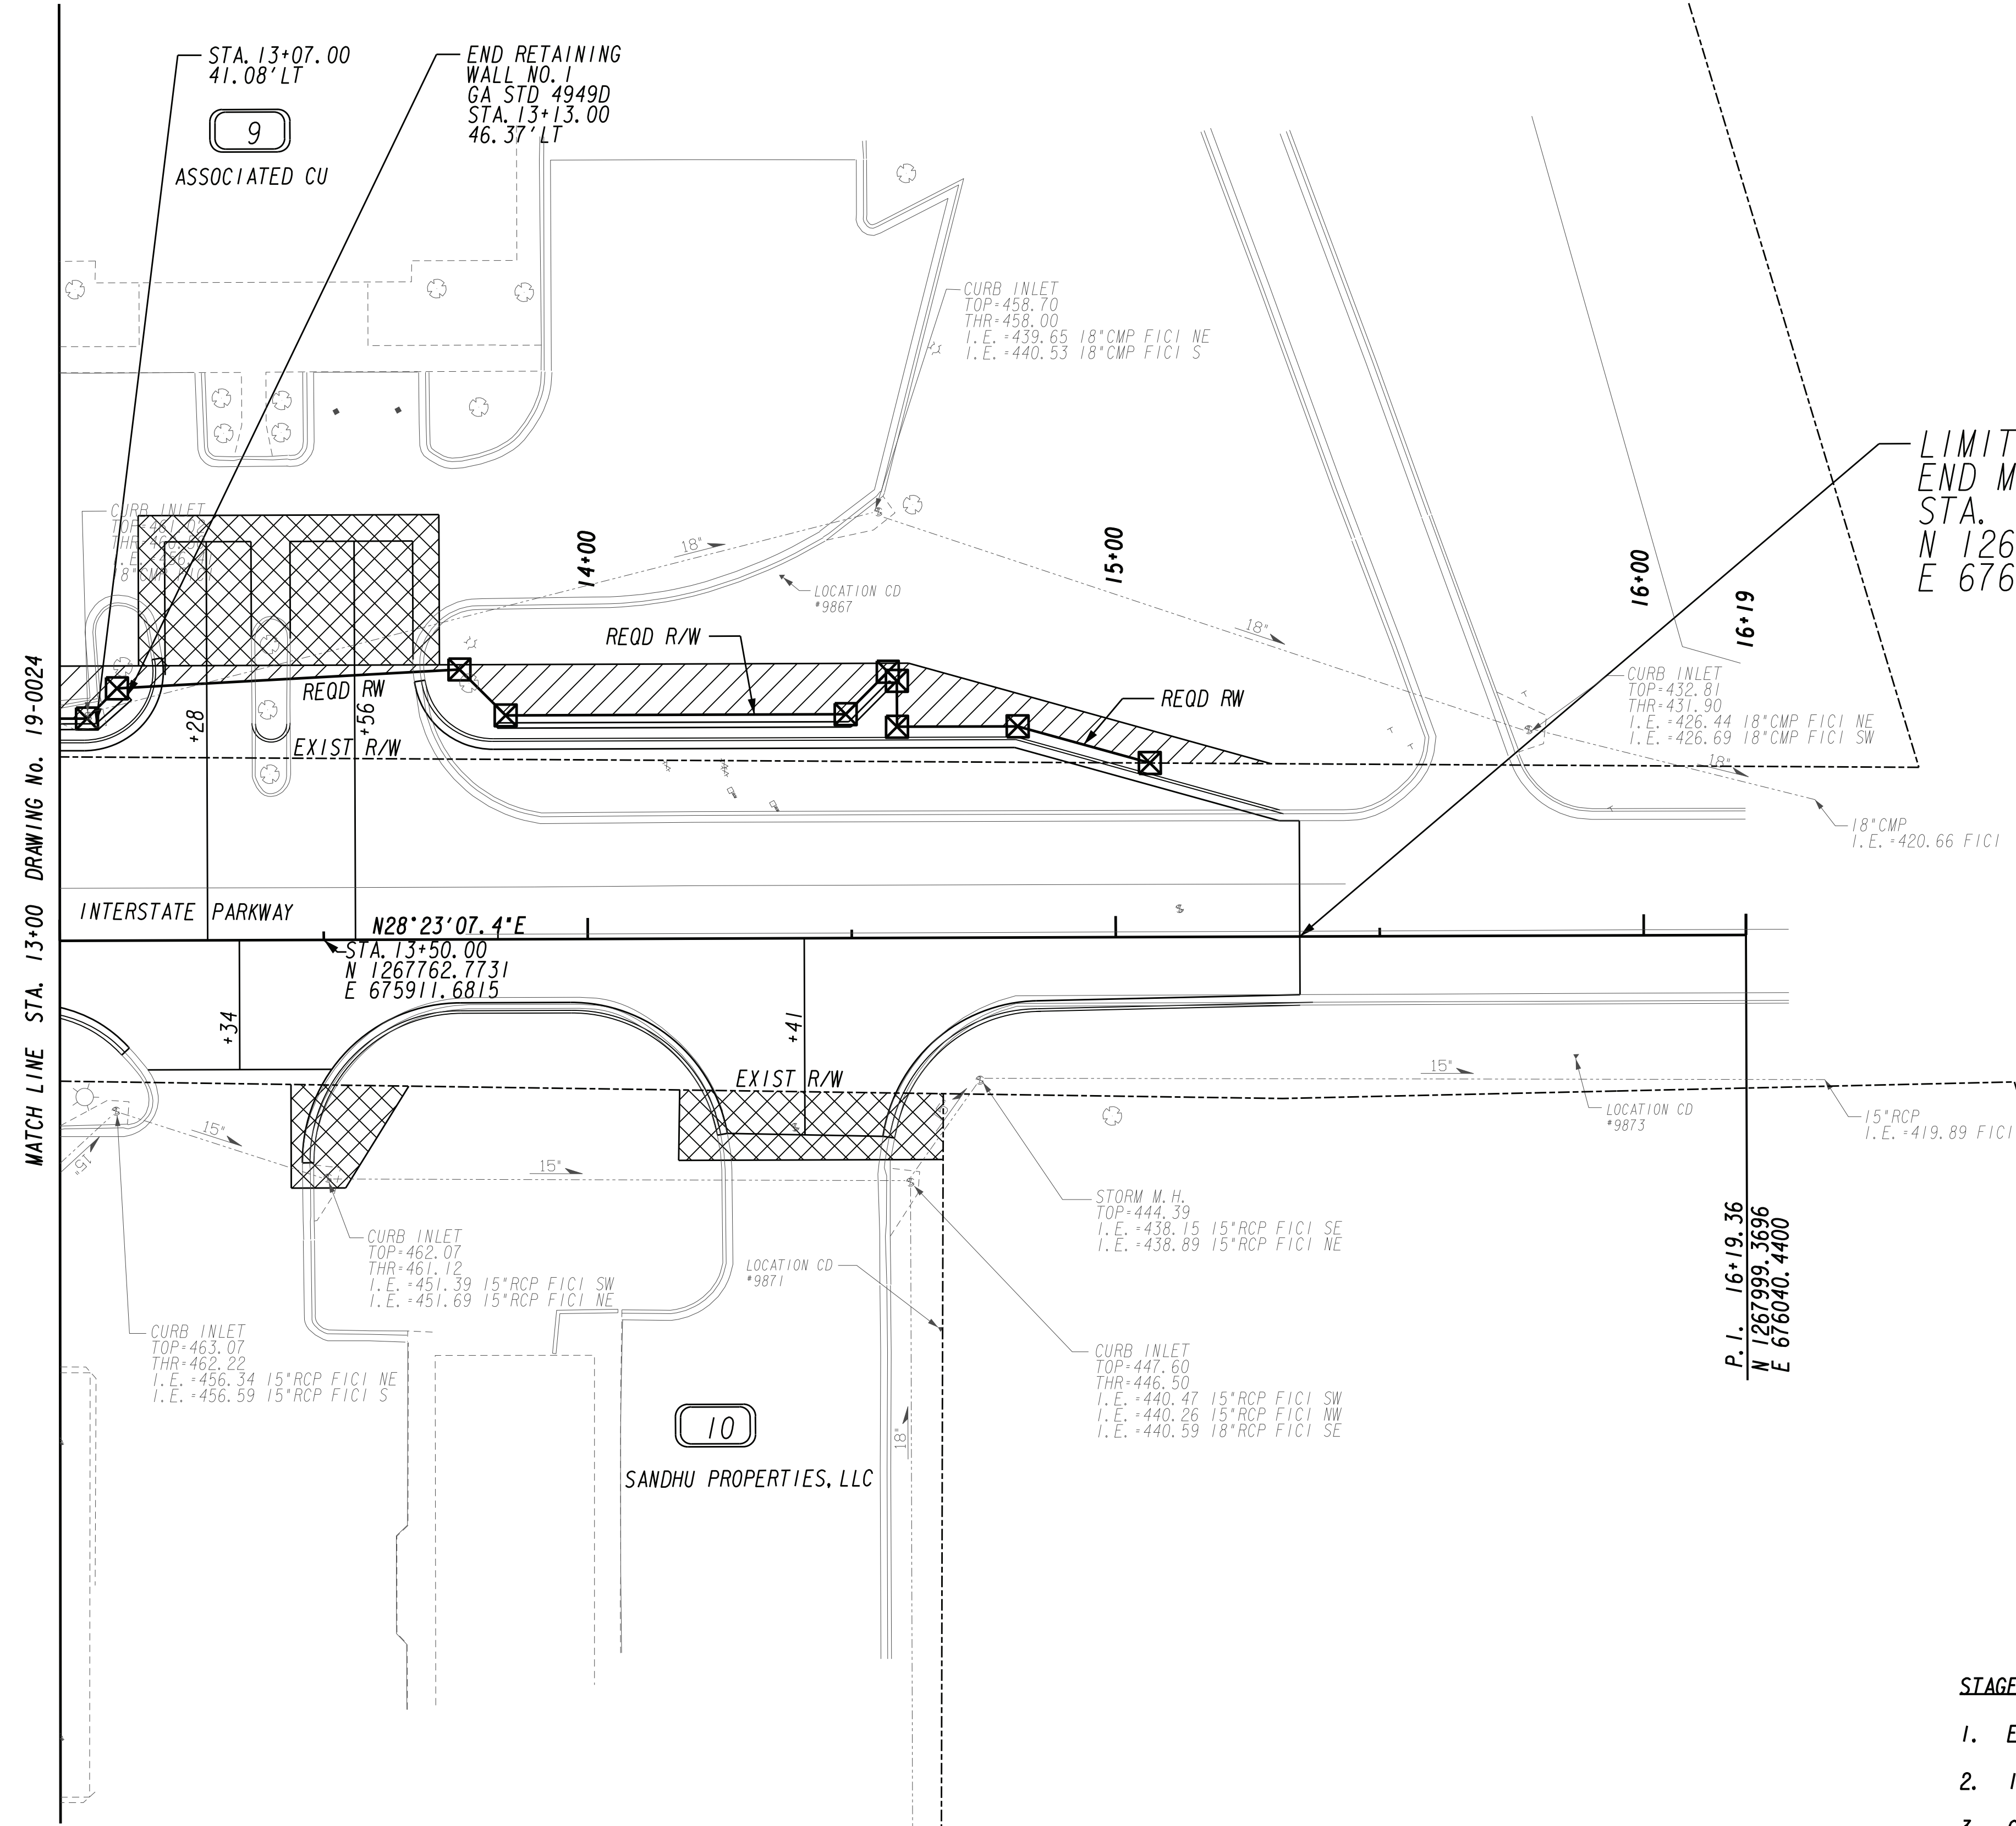 STA. 13+07.00
41.08' LT
END RETAINING
WALL NO. 1
GA STD 4949D
STA. 13+13.00
46.37' LT
9
ASSOCIATED CU
CURB INLET
TOP=458.70
THR=458.00
I.E.=439.65 18"CMP FICI NE
I.E.=440.53 18"CMP FICI S
LIMIT
END M
STA.
N 126
E 676
CURB INLET
18"
14+00
15+00
16+00
16+19
LOCATION CD
#9867
REQD R/W
18"
REQD RW
REQD RW
CURB INLET
TOP=432.81
THR=431.90
I.E.=426.44 18"CMP FICI NE
I.E.=426.69 18"CMP FICI SW
+28
+56
EXIST R/W
18"
18"CMP
I.E.=420.66 FICI
MATCH LINE STA. 13+00 DRAWING No. 19-0024
INTERSTATE PARKWAY
N28°23'07.4"E
STA. 13+50.00
N 1267762.7731
E 675911.6815
+34
+41
EXIST R/W
15"
LOCATION CD
#9873
15"RCP
I.E.=419.89 FICI
15"
15"
15"
STORM M.H.
TOP=444.39
I.E.=438.15 15"RCP FICI SE
I.E.=438.89 15"RCP FICI NE
CURB INLET
TOP=462.07
THR=461.12
I.E.=451.39 15"RCP FICI SW
I.E.=451.69 15"RCP FICI NE
LOCATION CD
#9871
P.I. 16+19.36
N 1267999.3696
E 676040.4400
CURB INLET
TOP=463.07
THR=462.22
I.E.=456.34 15"RCP FICI NE
I.E.=456.59 15"RCP FICI S
CURB INLET
TOP=447.60
THR=446.50
I.E.=440.47 15"RCP FICI SW
I.E.=440.26 15"RCP FICI NW
I.E.=440.59 18"RCP FICI SE
18"
10
SANDHU PROPERTIES, LLC
STAGE
1. E
2. I
3.